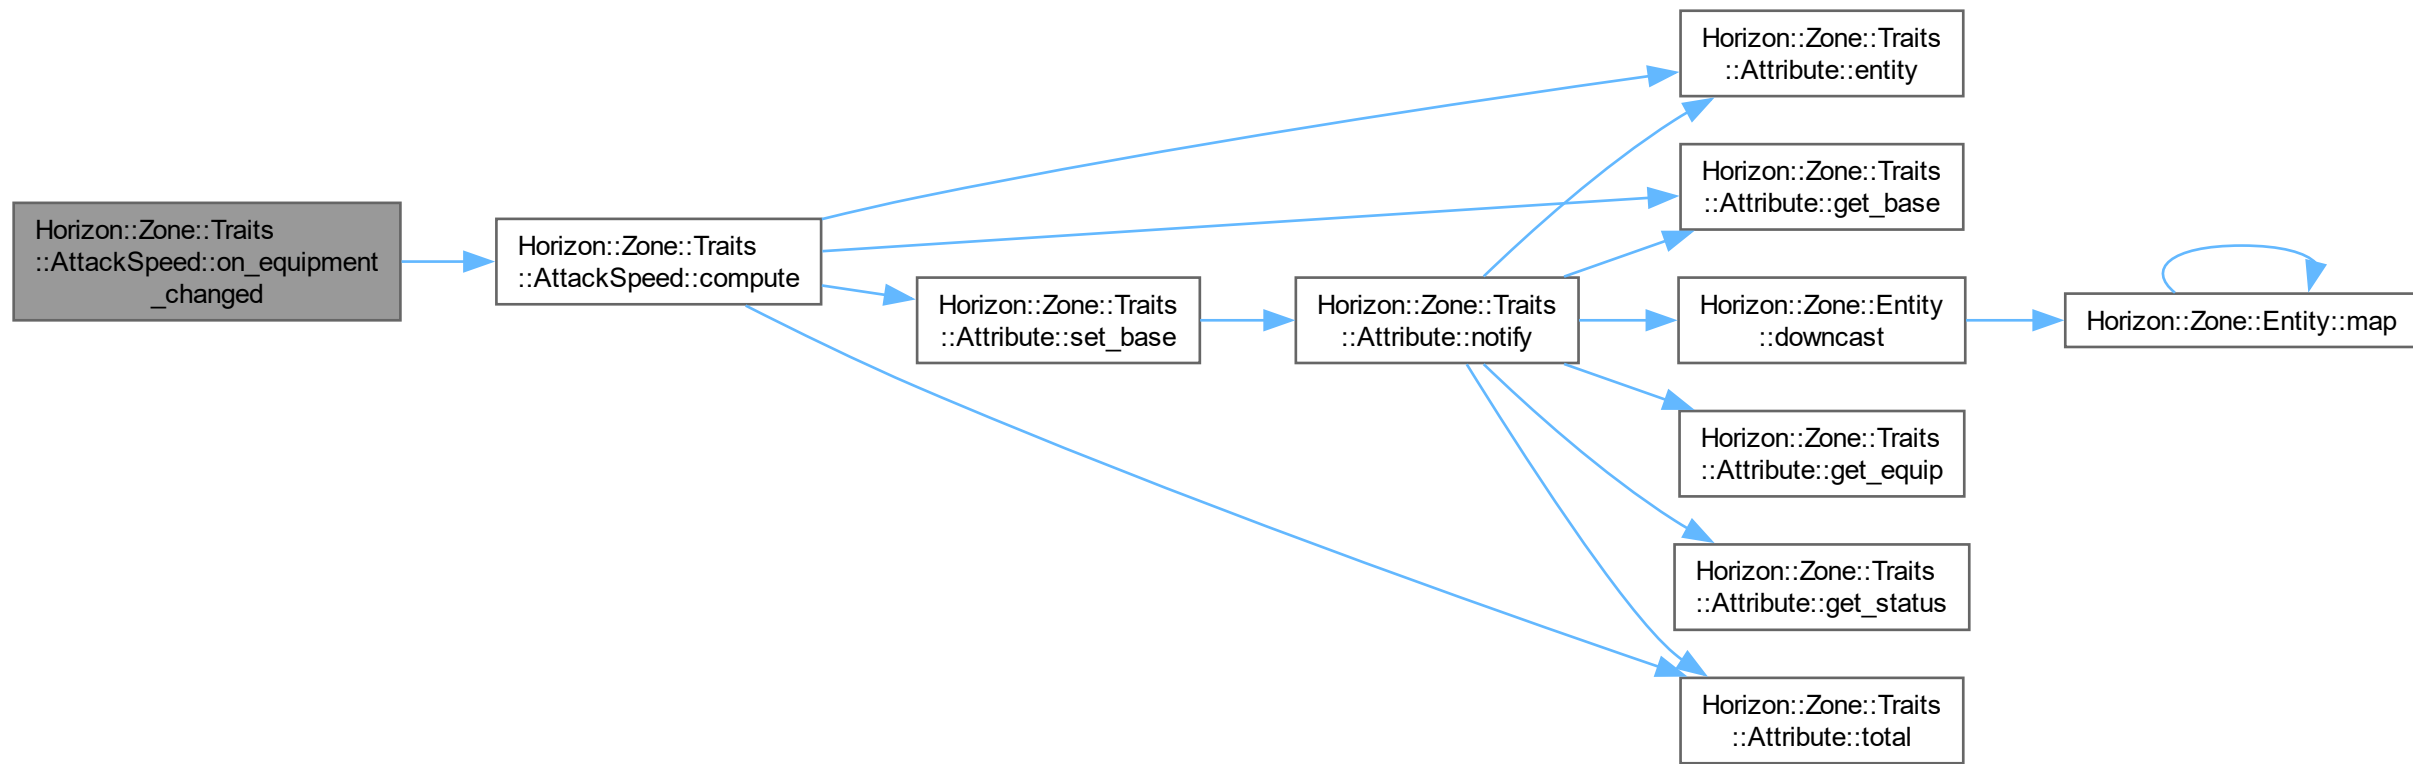 Horizon::Zone::Traits
::AttackSpeed::on_equipment
_changed
Horizon::Zone::Traits
::AttackSpeed::compute
Horizon::Zone::Traits
::Attribute::entity
Horizon::Zone::Traits
::Attribute::get_base
Horizon::Zone::Traits
::Attribute::set_base
Horizon::Zone::Traits
::Attribute::notify
Horizon::Zone::Entity
::downcast
Horizon::Zone::Entity::map
Horizon::Zone::Traits
::Attribute::get_equip
Horizon::Zone::Traits
::Attribute::get_status
Horizon::Zone::Traits
::Attribute::total